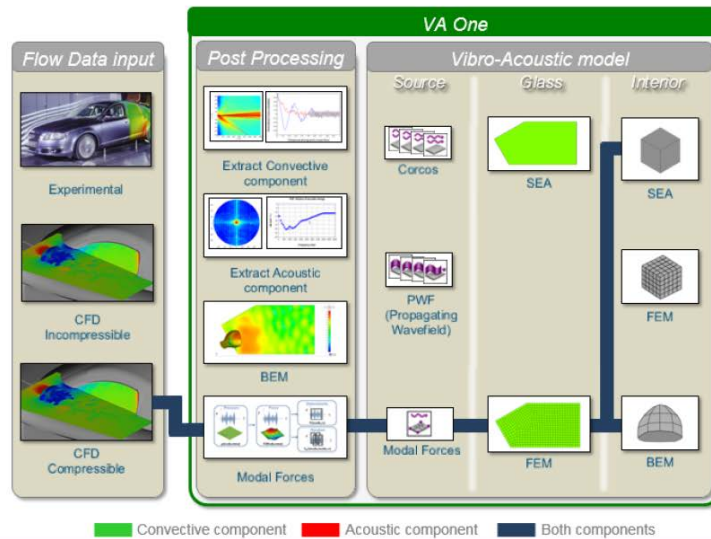 VA One
Flow Data input
Post Processing
Vibro-Acoustic model
Source
Glass
Interior
Experimental
Extract Convective
component
Corcos
SEA
SEA
CFD
Incompressible
Extract Acoustic
component
PWF
(Propagating
Wavefield)
FEM
BEM
CFD
Compressible
Modal Forces
Modal Forces
FEM
BEM
Convective component
Acoustic component
Both components